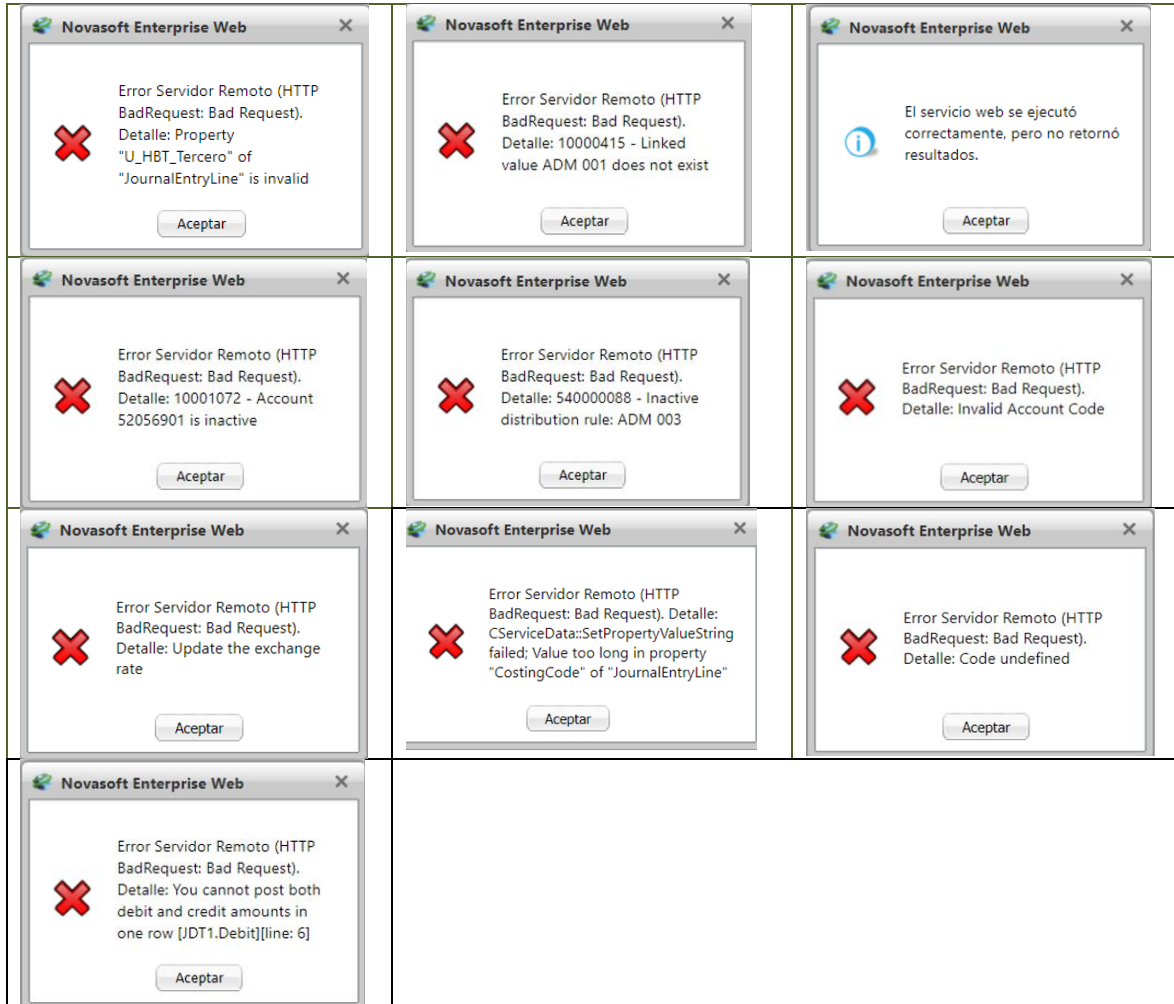 Novasoft Enterprise Web
Error Servidor Remoto (HTTP
BadRequest: Bad Request).
Detalle: Property
"U_HBT_Tercero" of
"JournalEntryLine" is invalid
Aceptar
Novasoft Enterprise Web
Error Servidor Remoto (HTTP
BadRequest: Bad Request).
Detalle: 10000415 - Linked
value ADM 001 does not exist
Aceptar
Novasoft Enterprise Web
El servicio web se ejecutó
correctamente, pero no retornó
resultados.
Aceptar
Novasoft Enterprise Web
Error Servidor Remoto (HTTP
BadRequest: Bad Request).
Detalle: 10001072 - Account
52056901 is inactive
Aceptar
Novasoft Enterprise Web
Error Servidor Remoto (HTTP
BadRequest: Bad Request).
Detalle: 540000088 - Inactive
distribution rule: ADM 003
Aceptar
Novasoft Enterprise Web
Error Servidor Remoto (HTTP
BadRequest: Bad Request).
Detalle: Invalid Account Code
Aceptar
Novasoft Enterprise Web
Error Servidor Remoto (HTTP
BadRequest: Bad Request).
Detalle: Update the exchange
rate
Aceptar
Novasoft Enterprise Web
Error Servidor Remoto (HTTP
BadRequest: Bad Request). Detalle:
CServiceData::SetPropertyValueString
failed; Value too long in property
"CostingCode" of "JournalEntryLine"
Aceptar
Novasoft Enterprise Web
Error Servidor Remoto (HTTP
BadRequest: Bad Request).
Detalle: Code undefined
Aceptar
Novasoft Enterprise Web
Error Servidor Remoto (HTTP
BadRequest: Bad Request).
Detalle: You cannot post both
debit and credit amounts in
one row [JDT1.Debit][line: 6]
Aceptar